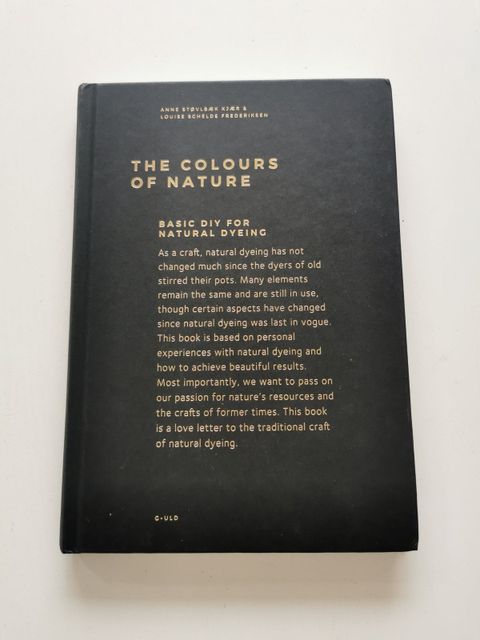 ANNE STØVLBÆK KJÆR &
LOUISE SCHELDE FREDERIKSEN
THE COLOURS
OF NATURE
BASIC DIY FOR
NATURAL DYEING
As a craft, natural dyeing has not
changed much since the dyers of old
stirred their pots. Many elements
remain the same and are still in use,
though certain aspects have changed
since natural dyeing was last in vogue.
This book is based on personal
experiences with natural dyeing and
how to achieve beautiful results.
Most importantly, we want to pass on
our passion for nature's resources and
the crafts of former times. This book
is a love letter to the traditional craft
of natural dyeing.
G-ULD